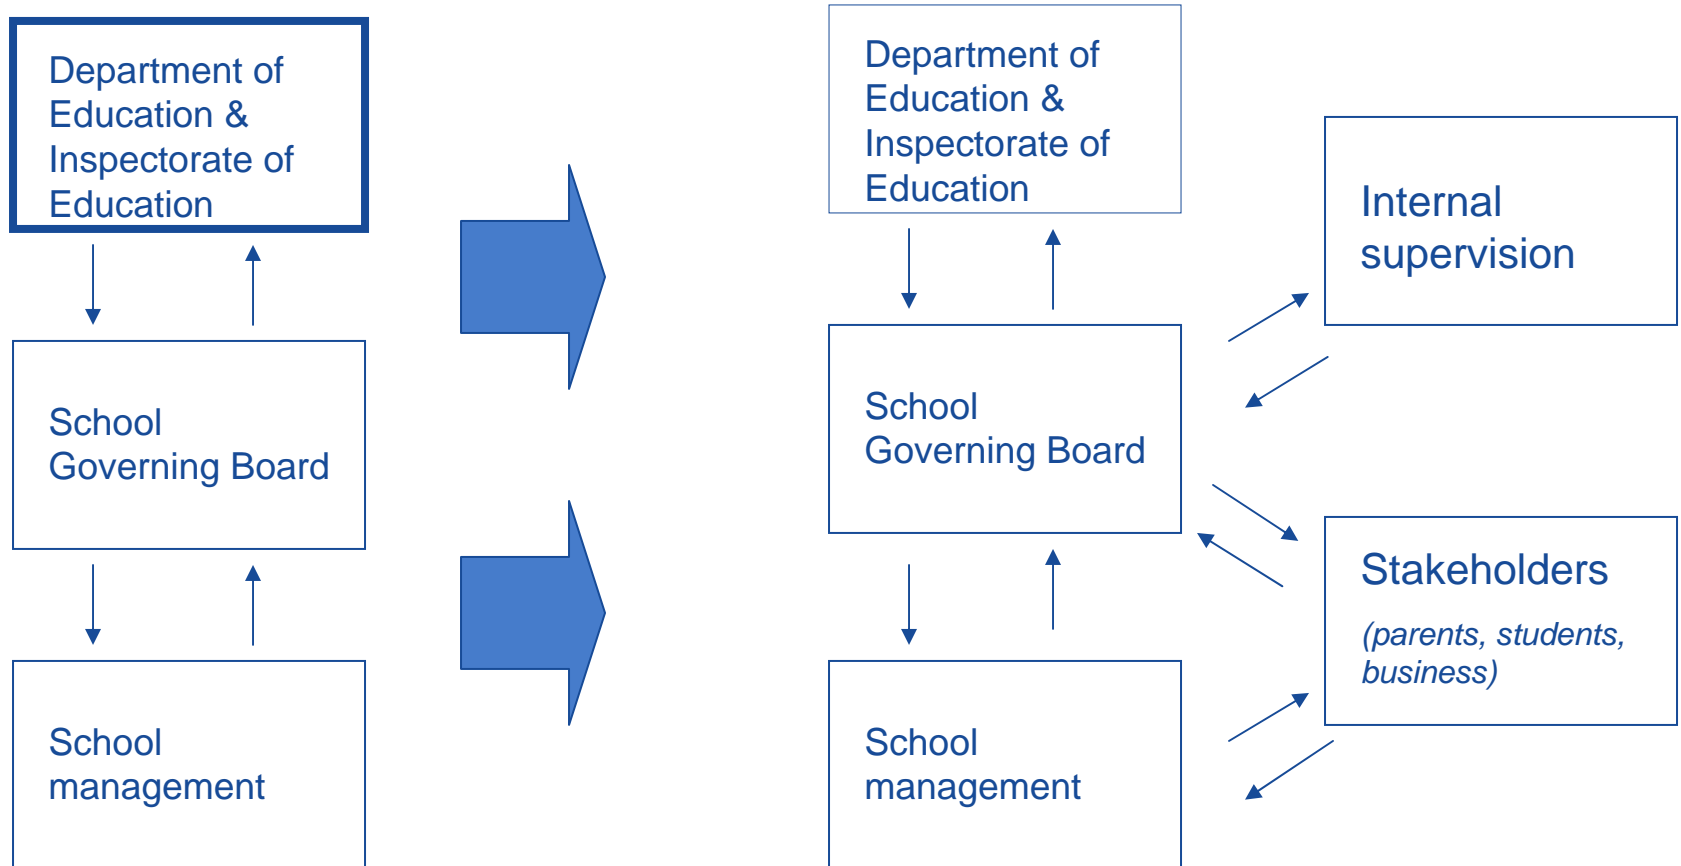 Department of
Education &
Inspectorate of
Education
School
Governing Board
School
management
Department of
Education &
Inspectorate of
Education
School
Governing Board
School
management
Internal
supervision
Stakeholders
(parents, students,
business)